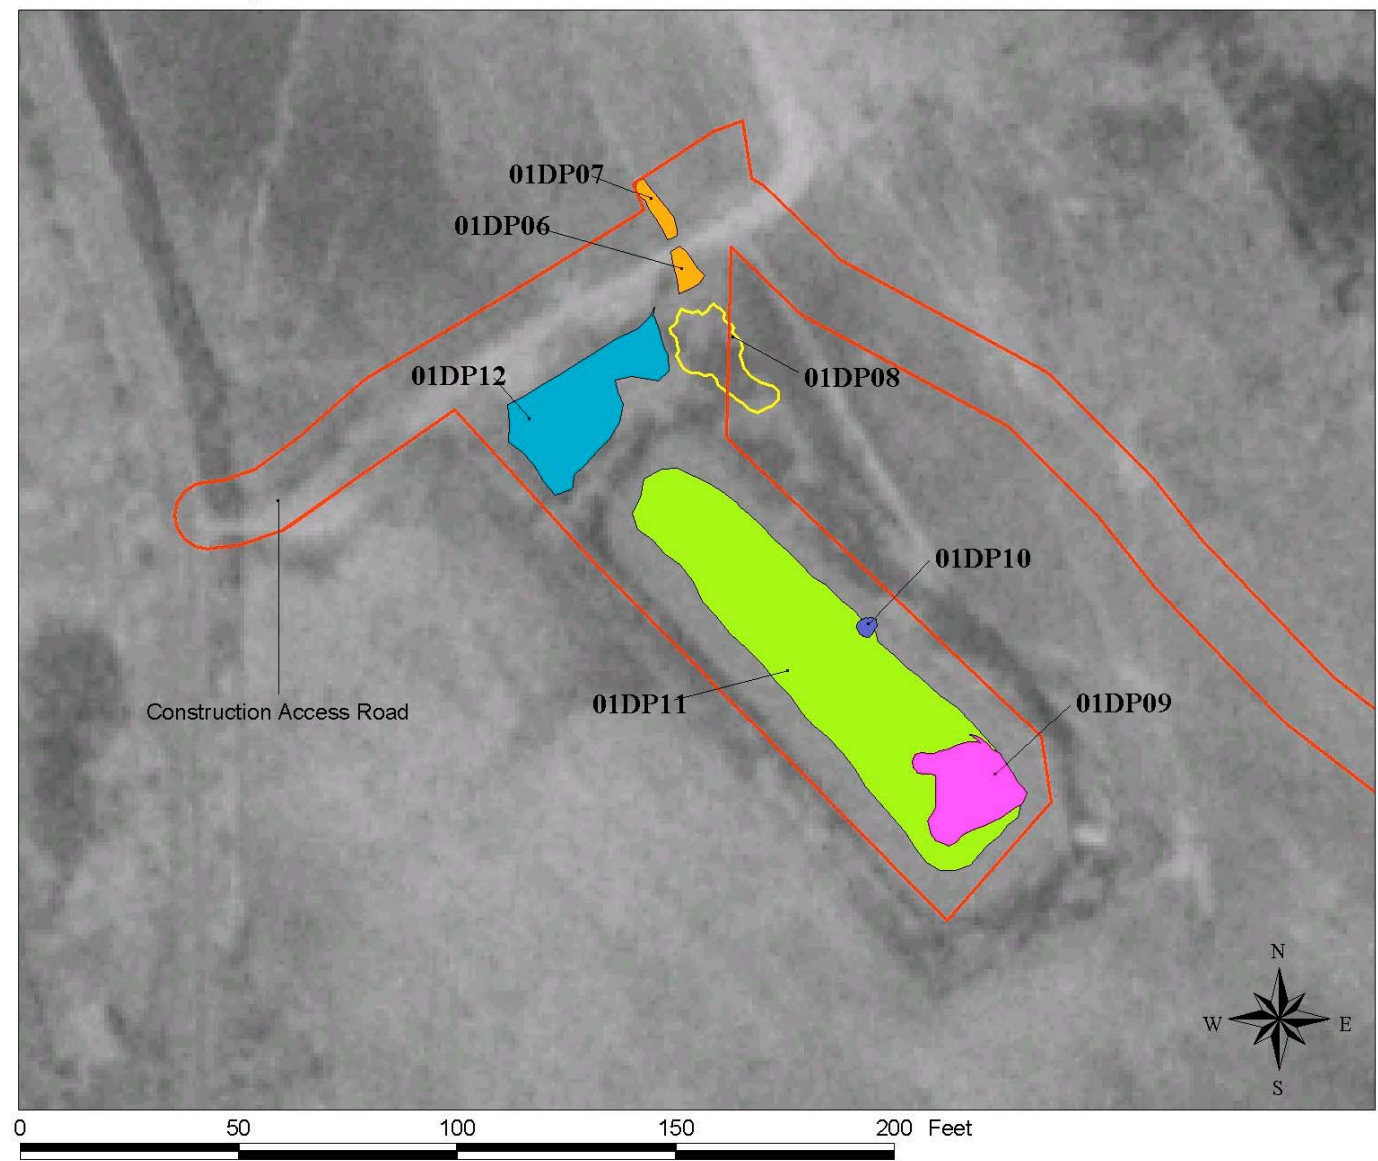 01DP07
01DP06
01DP12
01DP08
01DP10
01DP11
01DP09
Construction Access Road
N
W E
S
0 50 100 150 200 Feet